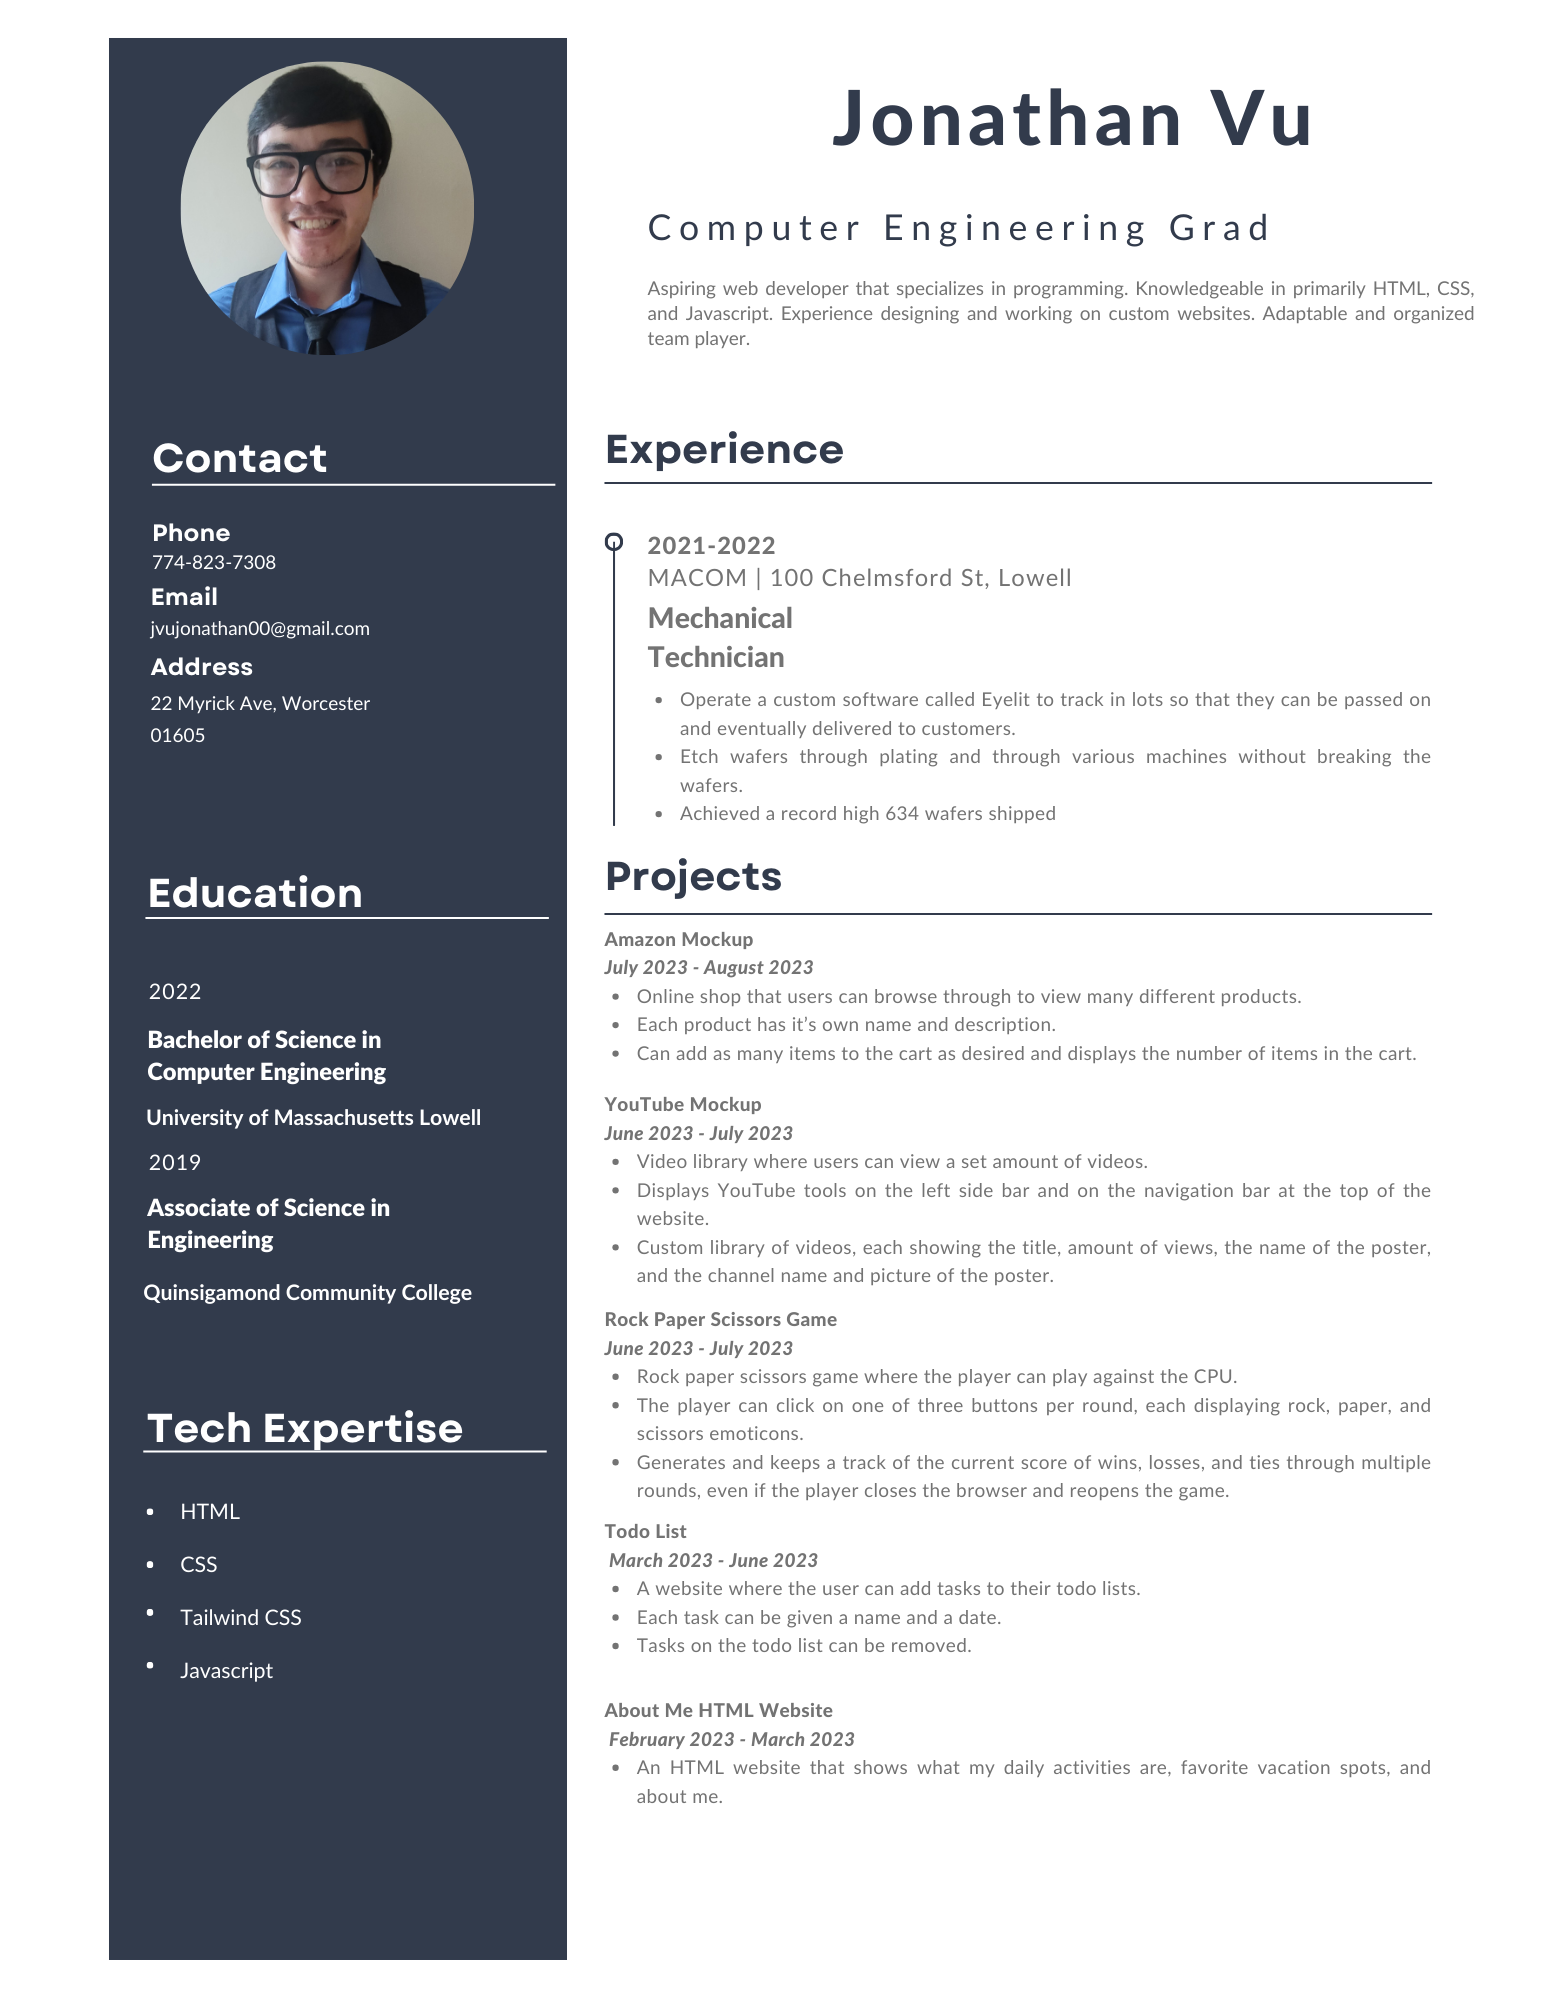 Jonathan Vu
Computer Engineering Grad
Aspiring web developer that specializes in programming. Knowledgeable in primarily HTML, CSS,
and Javascript. Experience designing and working on custom websites. Adaptable and organized
team player.
Contact
Phone
774-823-7308
Email
jvujonathan00@gmail.com
Address
22 Myrick Ave, Worcester
01605
Education
2022
Bachelor of Science in
Computer Engineering
University of Massachusetts Lowell
2019
Associate of Science in
Engineering
Quinsigamond Community College
Tech Expertise
• HTML
• CSS
• Tailwind CSS
• Javascript
Experience
2021-2022
MACOM | 100 Chelmsford St, Lowell
Mechanical
Technician
• Operate a custom software called Eyelit to track in lots so that they can be passed on
and eventually delivered to customers.
• Etch wafers through plating and through various machines without breaking the
wafers.
• Achieved a record high 634 wafers shipped
Projects
Amazon Mockup
July 2023 - August 2023
• Online shop that users can browse through to view many different products.
• Each product has it’s own name and description.
• Can add as many items to the cart as desired and displays the number of items in the cart.
YouTube Mockup
June 2023 - July 2023
• Video library where users can view a set amount of videos.
• Displays YouTube tools on the left side bar and on the navigation bar at the top of the
website.
• Custom library of videos, each showing the title, amount of views, the name of the poster,
and the channel name and picture of the poster.
Rock Paper Scissors Game
June 2023 - July 2023
• Rock paper scissors game where the player can play against the CPU.
• The player can click on one of three buttons per round, each displaying rock, paper, and
scissors emoticons.
• Generates and keeps a track of the current score of wins, losses, and ties through multiple
rounds, even if the player closes the browser and reopens the game.
Todo List
March 2023 - June 2023
• A website where the user can add tasks to their todo lists.
• Each task can be given a name and a date.
• Tasks on the todo list can be removed.
About Me HTML Website
February 2023 - March 2023
• An HTML website that shows what my daily activities are, favorite vacation spots, and
about me.